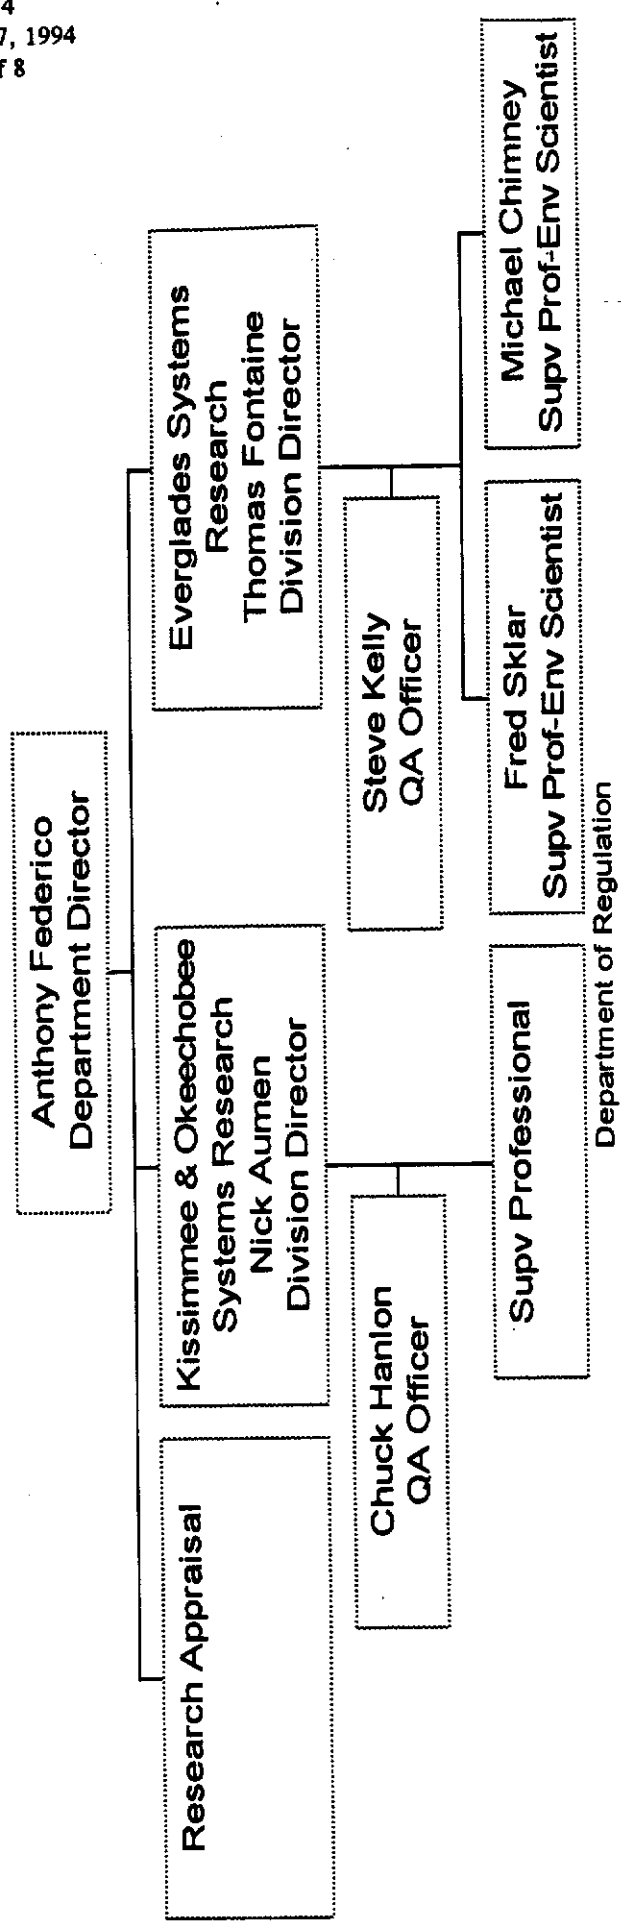 4
7, 1994
f 8
Anthony Federico
Department Director
Research Appraisal
Kissimmee & Okeechobee
Systems Research
Nick Aumen
Division Director
Everglades Systems
Research
Thomas Fontaine
Division Director
Chuck Hanlon
QA Officer
Steve Kelly
QA Officer
Supv Professional
Fred Sklar
Supv Prof-Env Scientist
Michael Chimney
Supv Prof-Env Scientist
Department of Regulation